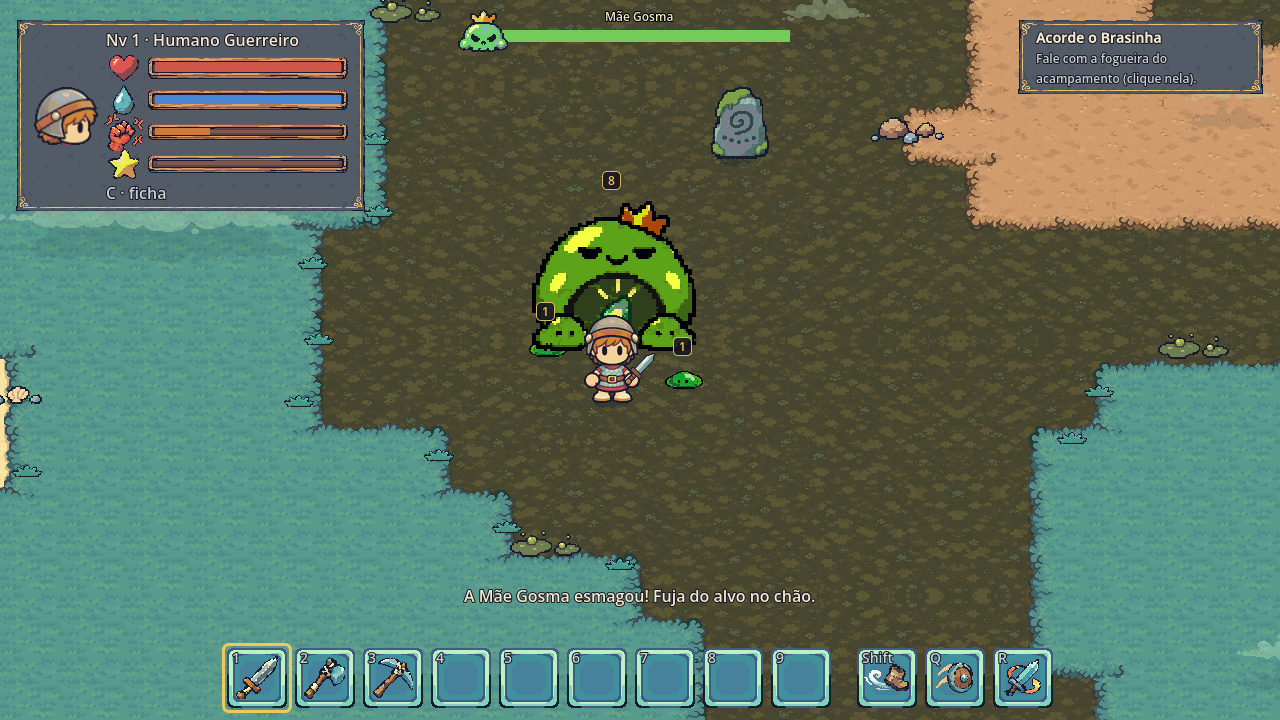 Nv 1 · Humano Guerreiro
C · ficha
Mãe Gosma
Acorde o Brasinha
Fale com a fogueira do
acampamento (clique nela).
8
1
1
A Mãe Gosma esmagou! Fuja do alvo no chão.
1 2 3 4 5 6 7 8 9 Shift Q R